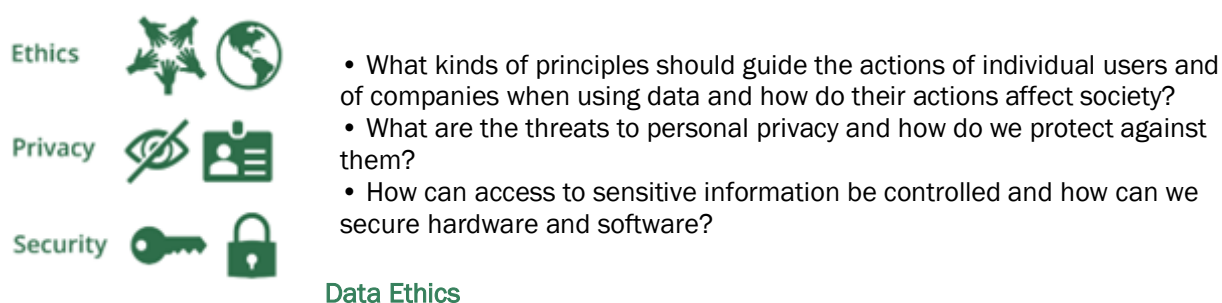 Ethics
• What kinds of principles should guide the actions of individual users and
of companies when using data and how do their actions affect society?
Privacy
• What are the threats to personal privacy and how do we protect against
them?
Security
• How can access to sensitive information be controlled and how can we
secure hardware and software?
Data Ethics